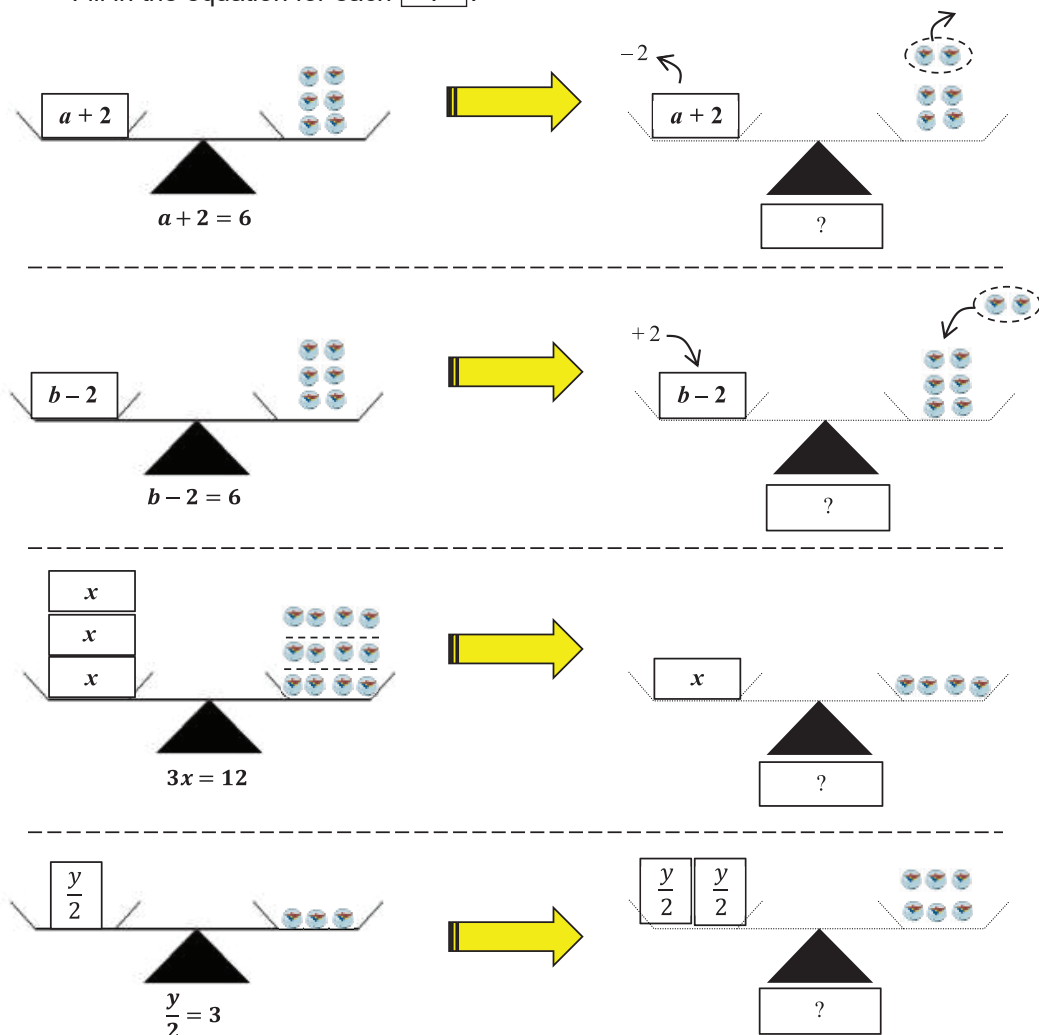 Fill in the equation for each ?
a + 2
a + 2 = 6
− 2
a + 2
?
b – 2
b − 2 = 6
+ 2
b – 2
?
x
x
x
3x = 12
x
?
y/2
y/2 = 3
y/2 y/2
?